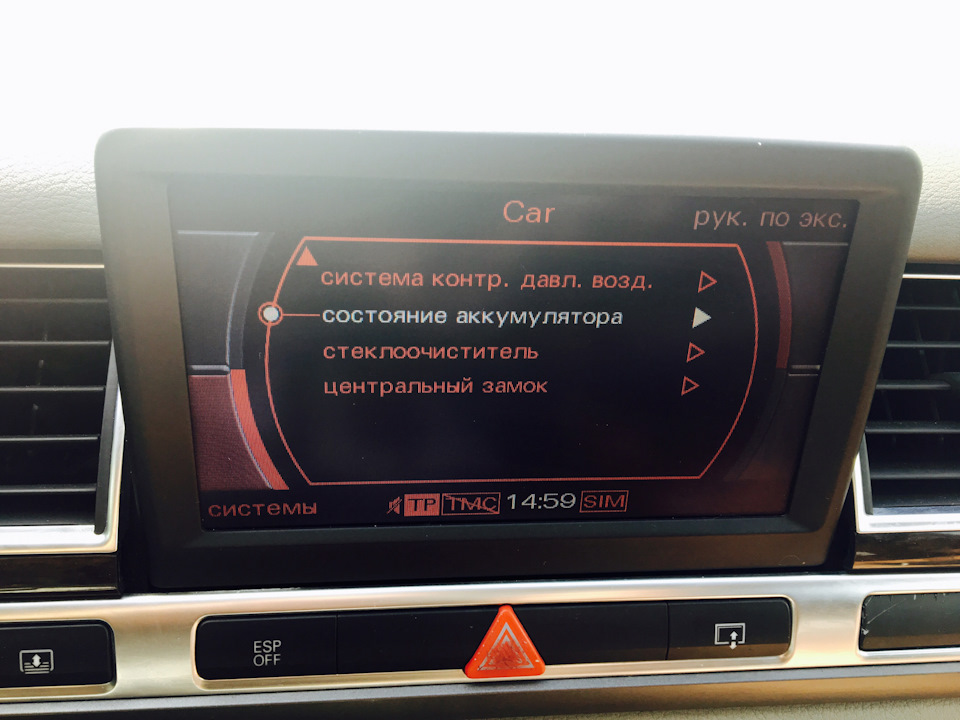 Car
рук. по экс.
система контр. давл. возд.
состояние аккумулятора
стеклоочиститель
центральный замок
системы
TP TMC 14:59 SIM
ESP
OFF